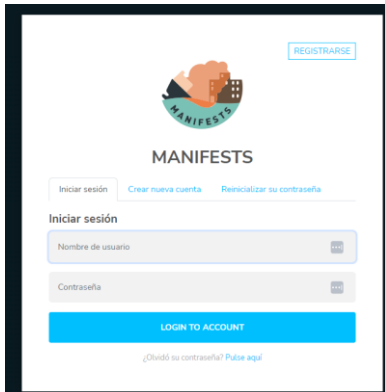 REGISTRARSE
MANIFESTS
MANIFESTS
Iniciar sesión Crear nueva cuenta Reinicializar su contraseña
Iniciar sesión
Nombre de usuario
Contraseña
LOGIN TO ACCOUNT
¿Olvidó su contraseña? Pulse aquí